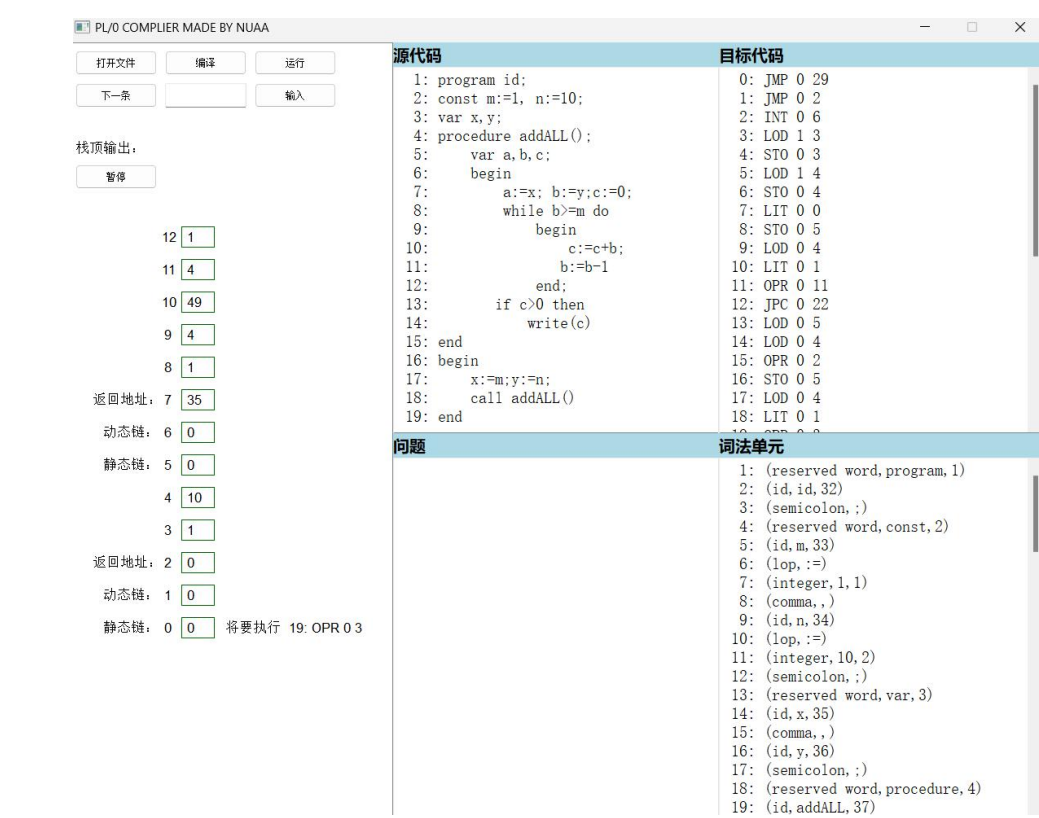 PL/0 COMPLIER MADE BY NUAA
打开文件 编译 运行
下一条 输入
栈顶输出:
暂停
12 1
11 4
10 49
9 4
8 1
返回地址: 7 35
动态链: 6 0
静态链: 5 0
4 10
3 1
返回地址: 2 0
动态链: 1 0
静态链: 0 0 将要执行 19: OPR 0 3
源代码
1: program id;
2: const m:=1, n:=10;
3: var x,y;
4: procedure addALL();
5: var a,b,c;
6: begin
7: a:=x; b:=y;c:=0;
8: while b>=m do
9: begin
10: c:=c+b;
11: b:=b-1
12: end;
13: if c>0 then
14: write(c)
15: end
16: begin
17: x:=m;y:=n;
18: call addALL()
19: end
目标代码
0: JMP 0 29
1: JMP 0 2
2: INT 0 6
3: LOD 1 3
4: STO 0 3
5: LOD 1 4
6: STO 0 4
7: LIT 0 0
8: STO 0 5
9: LOD 0 4
10: LIT 0 1
11: OPR 0 11
12: JPC 0 22
13: LOD 0 5
14: LOD 0 4
15: OPR 0 2
16: STO 0 5
17: LOD 0 4
18: LIT 0 1
问题
词法单元
1: (reserved word,program,1)
2: (id,id,32)
3: (semicolon,;)
4: (reserved word,const,2)
5: (id,m,33)
6: (lop,:=)
7: (integer,1,1)
8: (comma,,)
9: (id,n,34)
10: (lop,:=)
11: (integer,10,2)
12: (semicolon,;)
13: (reserved word,var,3)
14: (id,x,35)
15: (comma,,)
16: (id,y,36)
17: (semicolon,;)
18: (reserved word,procedure,4)
19: (id,addALL,37)